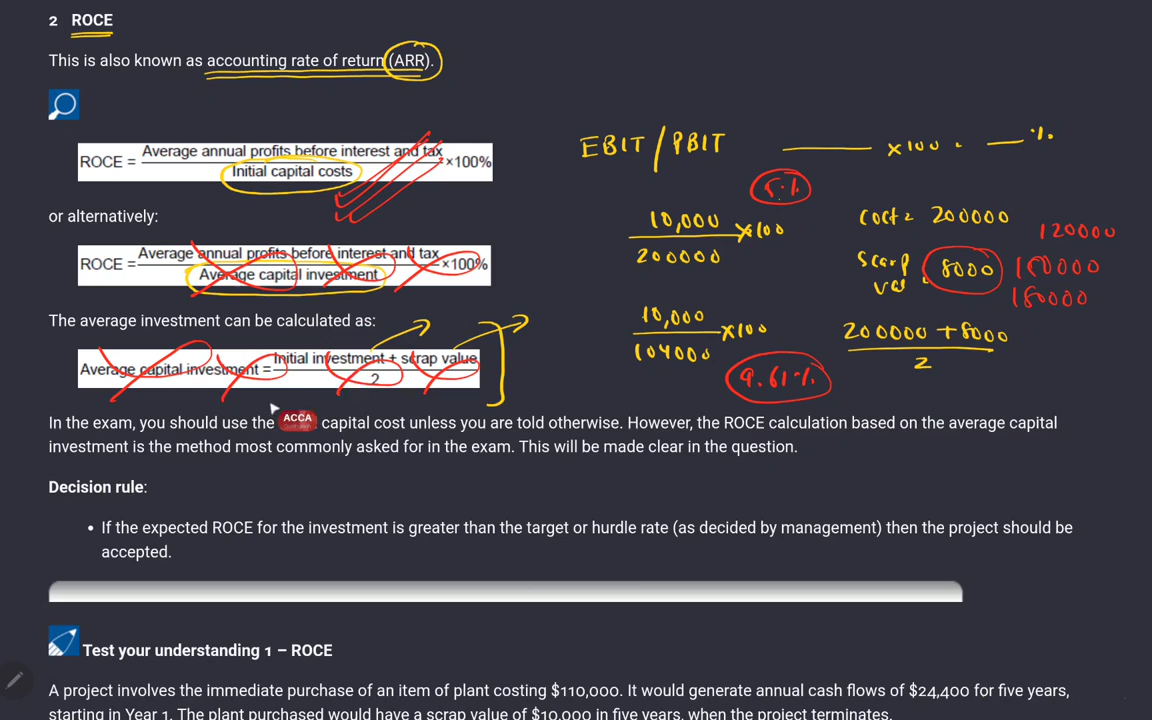 2 ROCE
This is also known as accounting rate of return (ARR).
ROCE = Average annual profits before interest and tax / Initial capital costs ×100%
or alternatively:
ROCE = Average annual profits before interest and tax / Average capital investment ×100%
The average investment can be calculated as:
Average capital investment = Initial investment + scrap value / 2
EBIT / PBIT
×100 = %
5%
10,000 ×100
200000
cost = 200000
scrap 8000
120000
150000
180000
10,000 ×100
104000
200000 + 8000
2
9.61%
In the exam, you should use the ACCA capital cost unless you are told otherwise. However, the ROCE calculation based on the average capital
investment is the method most commonly asked for in the exam. This will be made clear in the question.
Decision rule:
• If the expected ROCE for the investment is greater than the target or hurdle rate (as decided by management) then the project should be
accepted.
Test your understanding 1 – ROCE
A project involves the immediate purchase of an item of plant costing $110,000. It would generate annual cash flows of $24,400 for five years,
starting in Year 1. The plant purchased would have a scrap value of $10,000 in five years, when the project terminates.